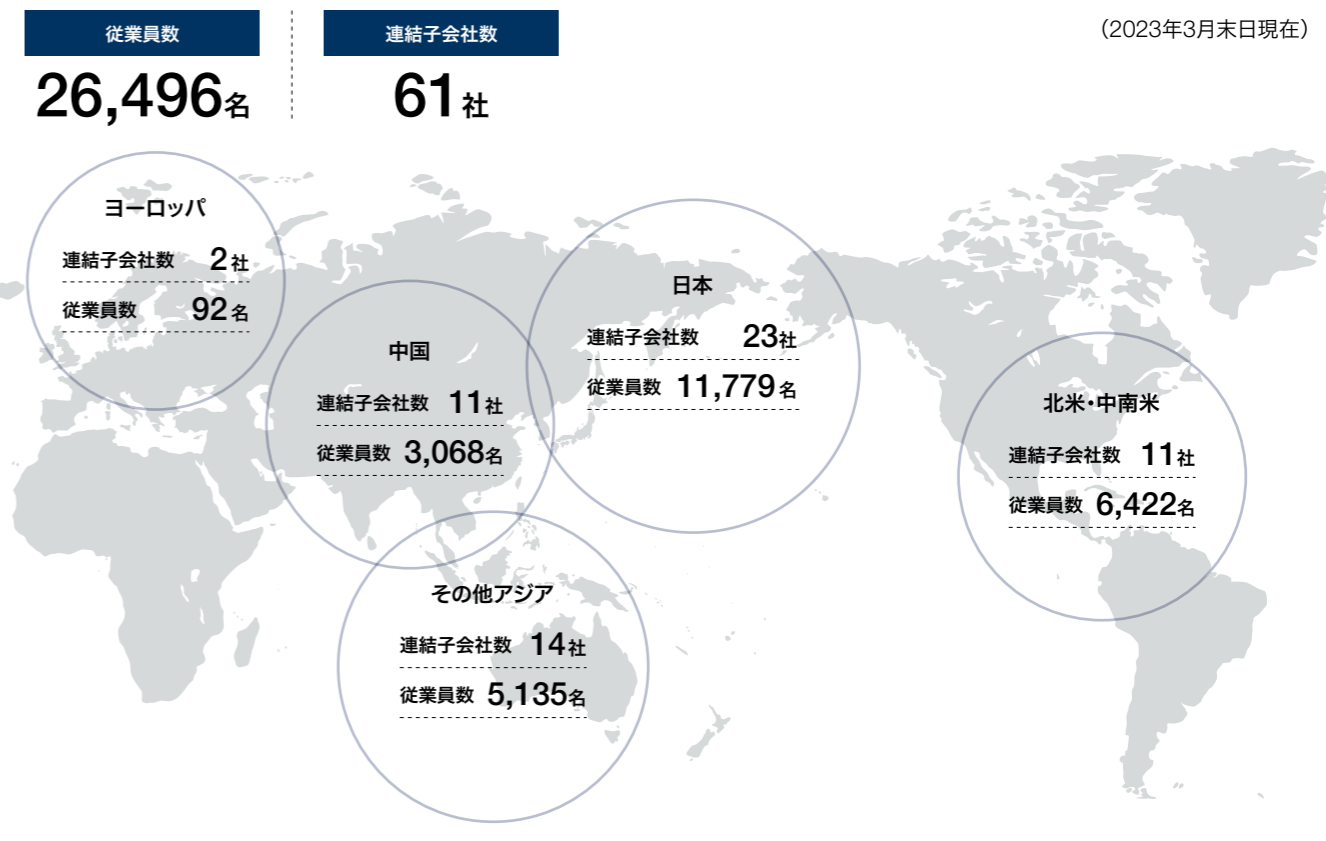 従業員数
26,496名
連結子会社数
61社
（2023年3月末日現在）
ヨーロッパ
連結子会社数 2社
従業員数 92名
中国
連結子会社数 11社
従業員数 3,068名
日本
連結子会社数 23社
従業員数 11,779名
北米・中南米
連結子会社数 11社
従業員数 6,422名
その他アジア
連結子会社数 14社
従業員数 5,135名